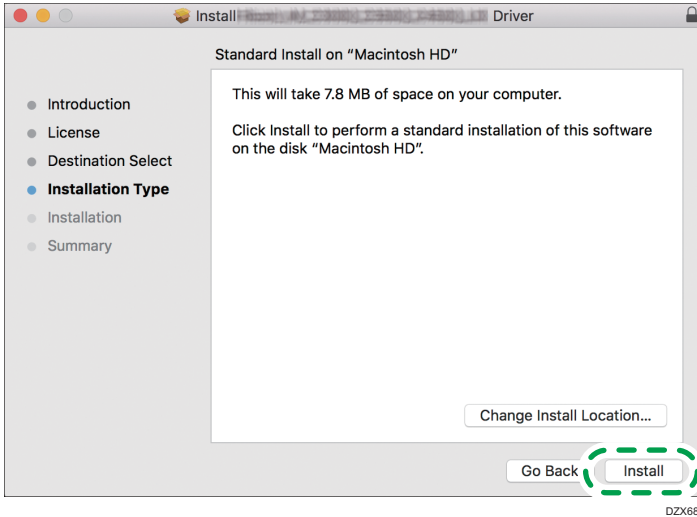 Install Driver
Standard Install on “Macintosh HD”
Introduction
License
Destination Select
Installation Type
Installation
Summary
This will take 7.8 MB of space on your computer.
Click Install to perform a standard installation of this software
on the disk “Macintosh HD”.
Change Install Location...
Go Back
Install